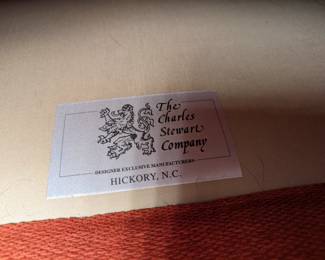 The
Charles
Stewart
Company
DESIGNER EXCLUSIVE MANUFACTURERS
HICKORY, N.C.